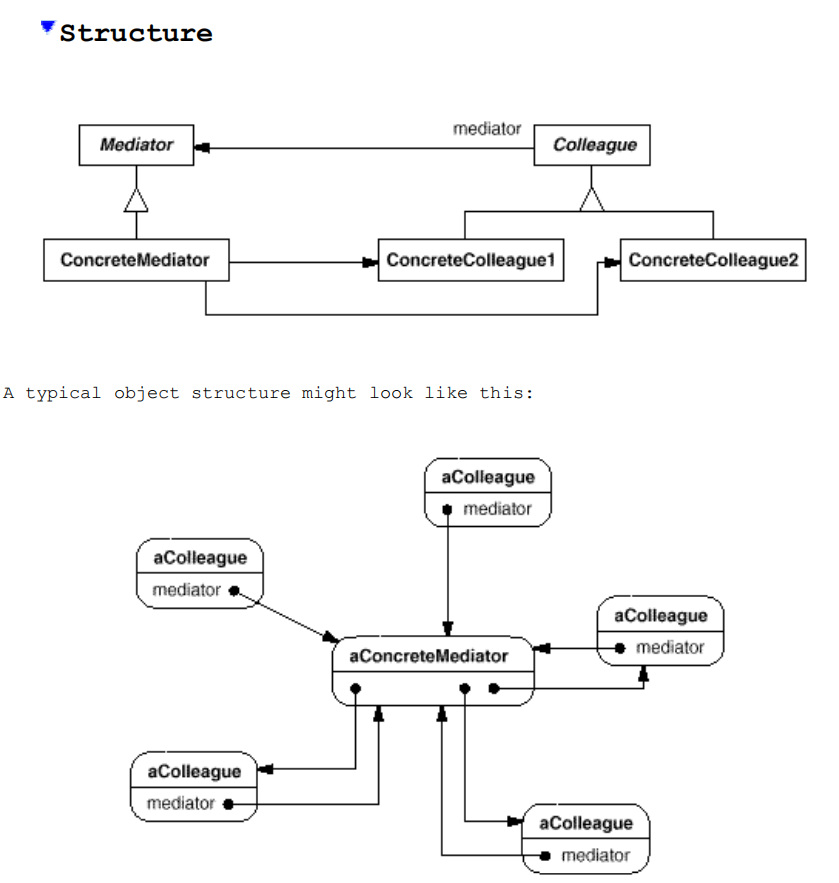 Structure
mediator
Mediator
Colleague
ConcreteMediator
ConcreteColleague1
ConcreteColleague2
A typical object structure might look like this:
aColleague
mediator
aColleague
mediator
aColleague
mediator
aConcreteMediator
aColleague
mediator
aColleague
mediator